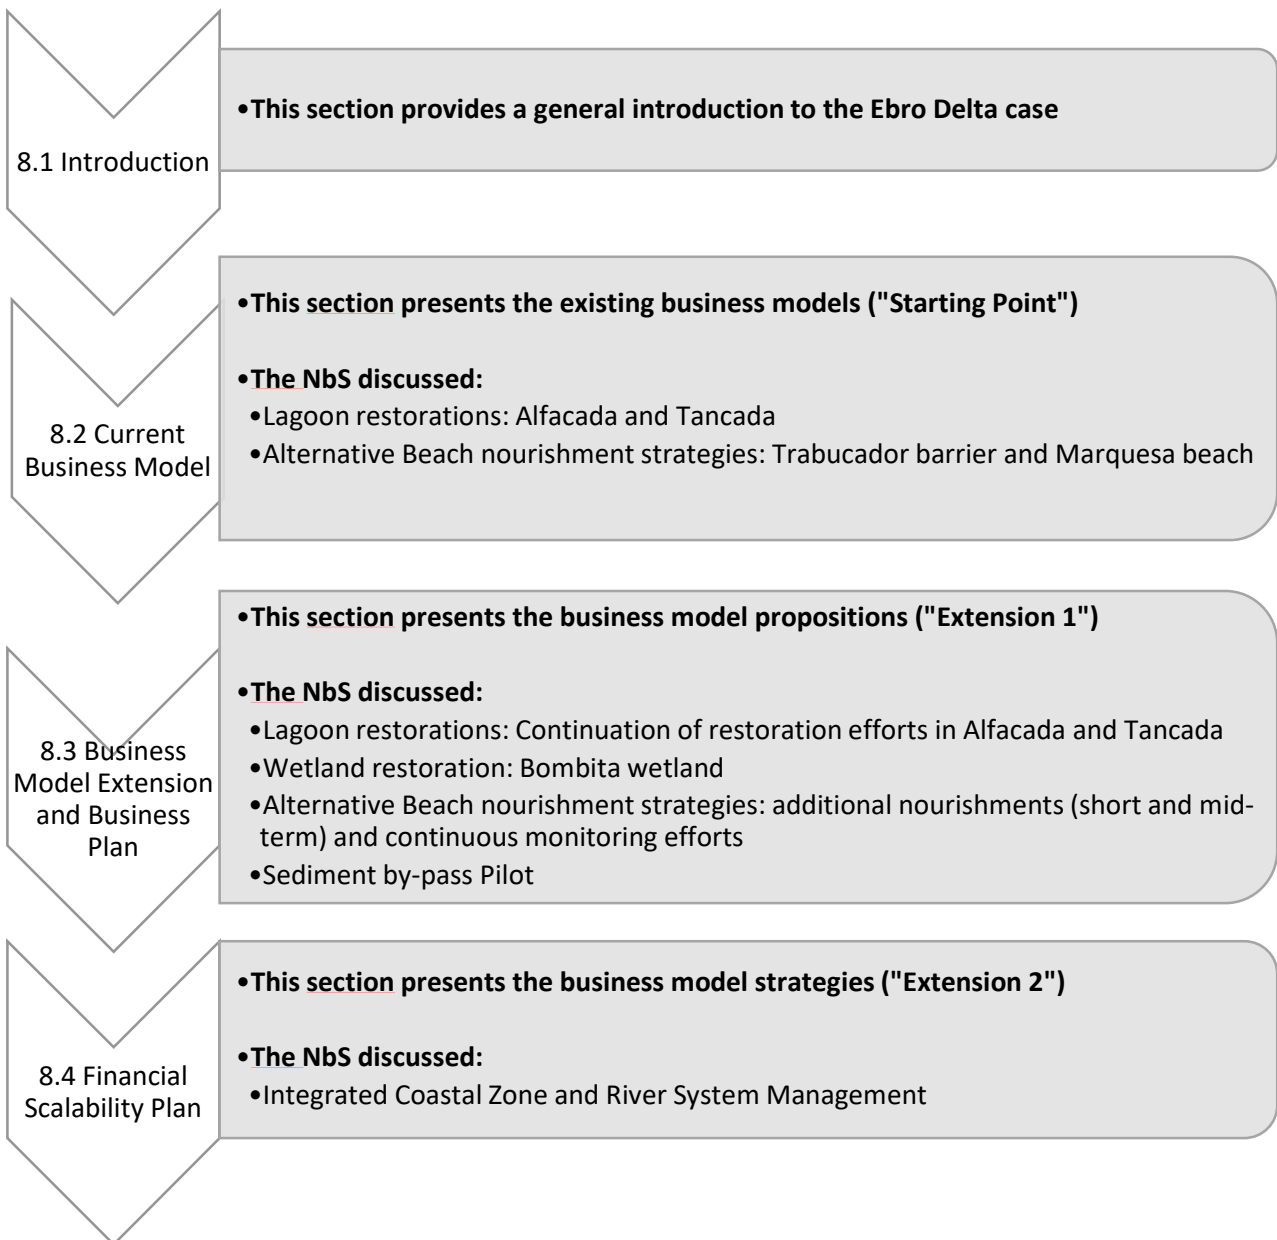 8.1 Introduction
•This section provides a general introduction to the Ebro Delta case
8.2 Current
Business Model
•This section presents the existing business models ("Starting Point")
•The NbS discussed:
•Lagoon restorations: Alfacada and Tancada
•Alternative Beach nourishment strategies: Trabucador barrier and Marquesa beach
8.3 Business
Model Extension
and Business
Plan
•This section presents the business model propositions ("Extension 1")
•The NbS discussed:
•Lagoon restorations: Continuation of restoration efforts in Alfacada and Tancada
•Wetland restoration: Bombita wetland
•Alternative Beach nourishment strategies: additional nourishments (short and mid-
term) and continuous monitoring efforts
•Sediment by-pass Pilot
8.4 Financial
Scalability Plan
•This section presents the business model strategies ("Extension 2")
•The NbS discussed:
•Integrated Coastal Zone and River System Management